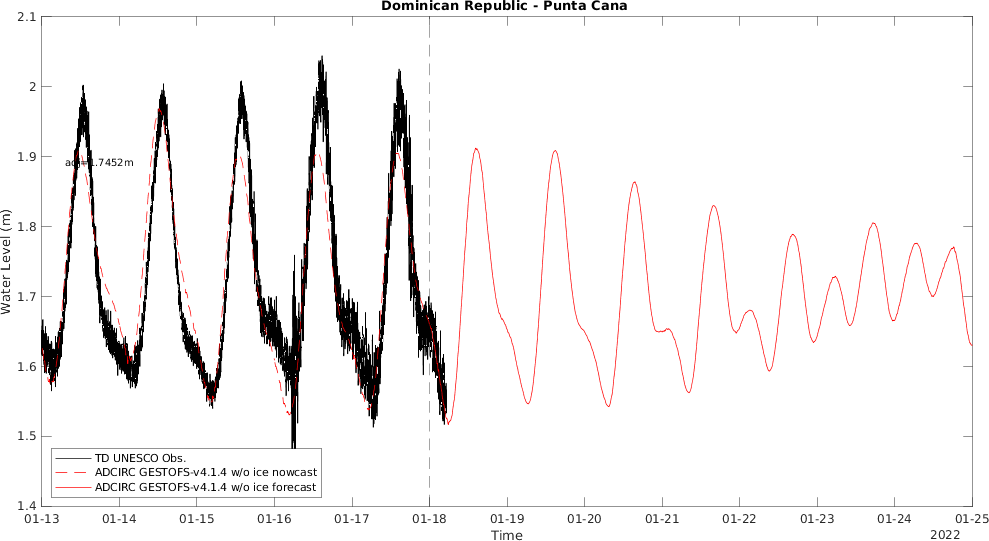 Dominican Republic - Punta Cana
2.1
2
1.9
1.8
1.7
1.6
1.5
1.4
Water Level (m)
adj=1.7452m
TD UNESCO Obs.
ADCIRC GESTOFS-v4.1.4 w/o ice nowcast
ADCIRC GESTOFS-v4.1.4 w/o ice forecast
01-13 01-14 01-15 01-16 01-17 01-18 01-19 01-20 01-21 01-22 01-23 01-24 01-25
Time
2022